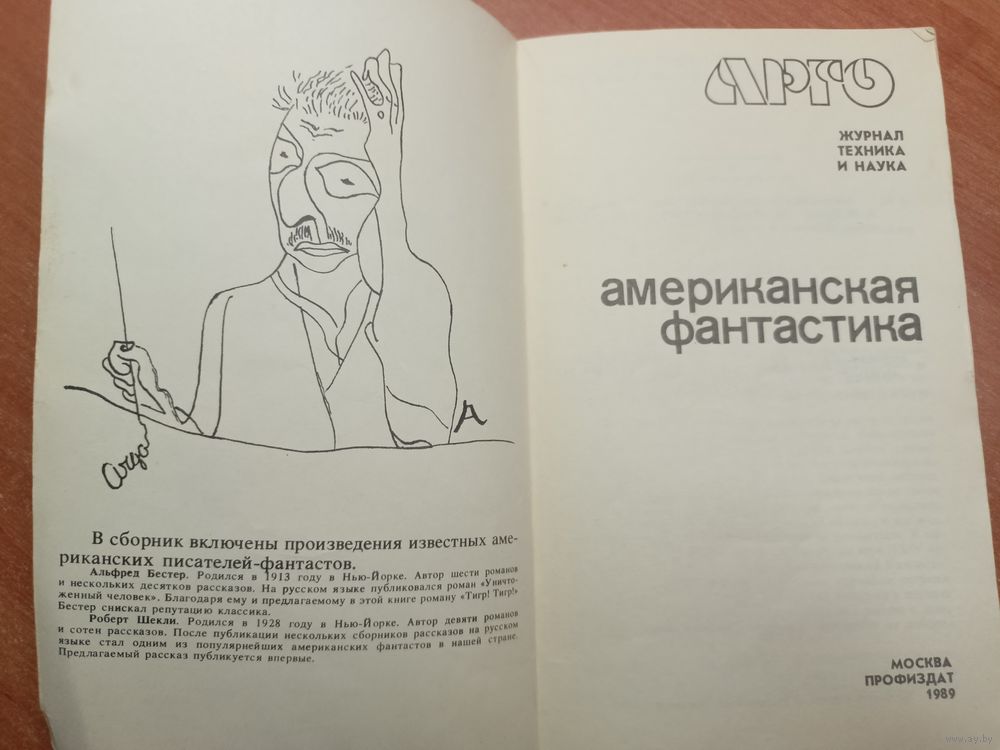 A
Arga
В сборник включены произведения известных аме-
риканских писателей-фантастов.
Альфред Бестер. Родился в 1913 году в Нью-Йорке. Автор шести романов
и нескольких десятков рассказов. На русском языке публиковался роман «Уничто-
женный человек». Благодаря ему и предлагаемому в этой книге роману «Тигр! Тигр!»
Бестер снискал репутацию классика.
Роберт Шекли. Родился в 1928 году в Нью-Йорке. Автор девяти романов
и сотен рассказов. После публикации нескольких сборников рассказов на русском
языке стал одним из популярнейших американских фантастов в нашей стране.
Предлагаемый рассказ публикуется впервые.
АРГО
ЖУРНАЛ
ТЕХНИКА
И НАУКА
американская
фантастика
МОСКВА
ПРОФИЗДАТ
1989
www.ay.by